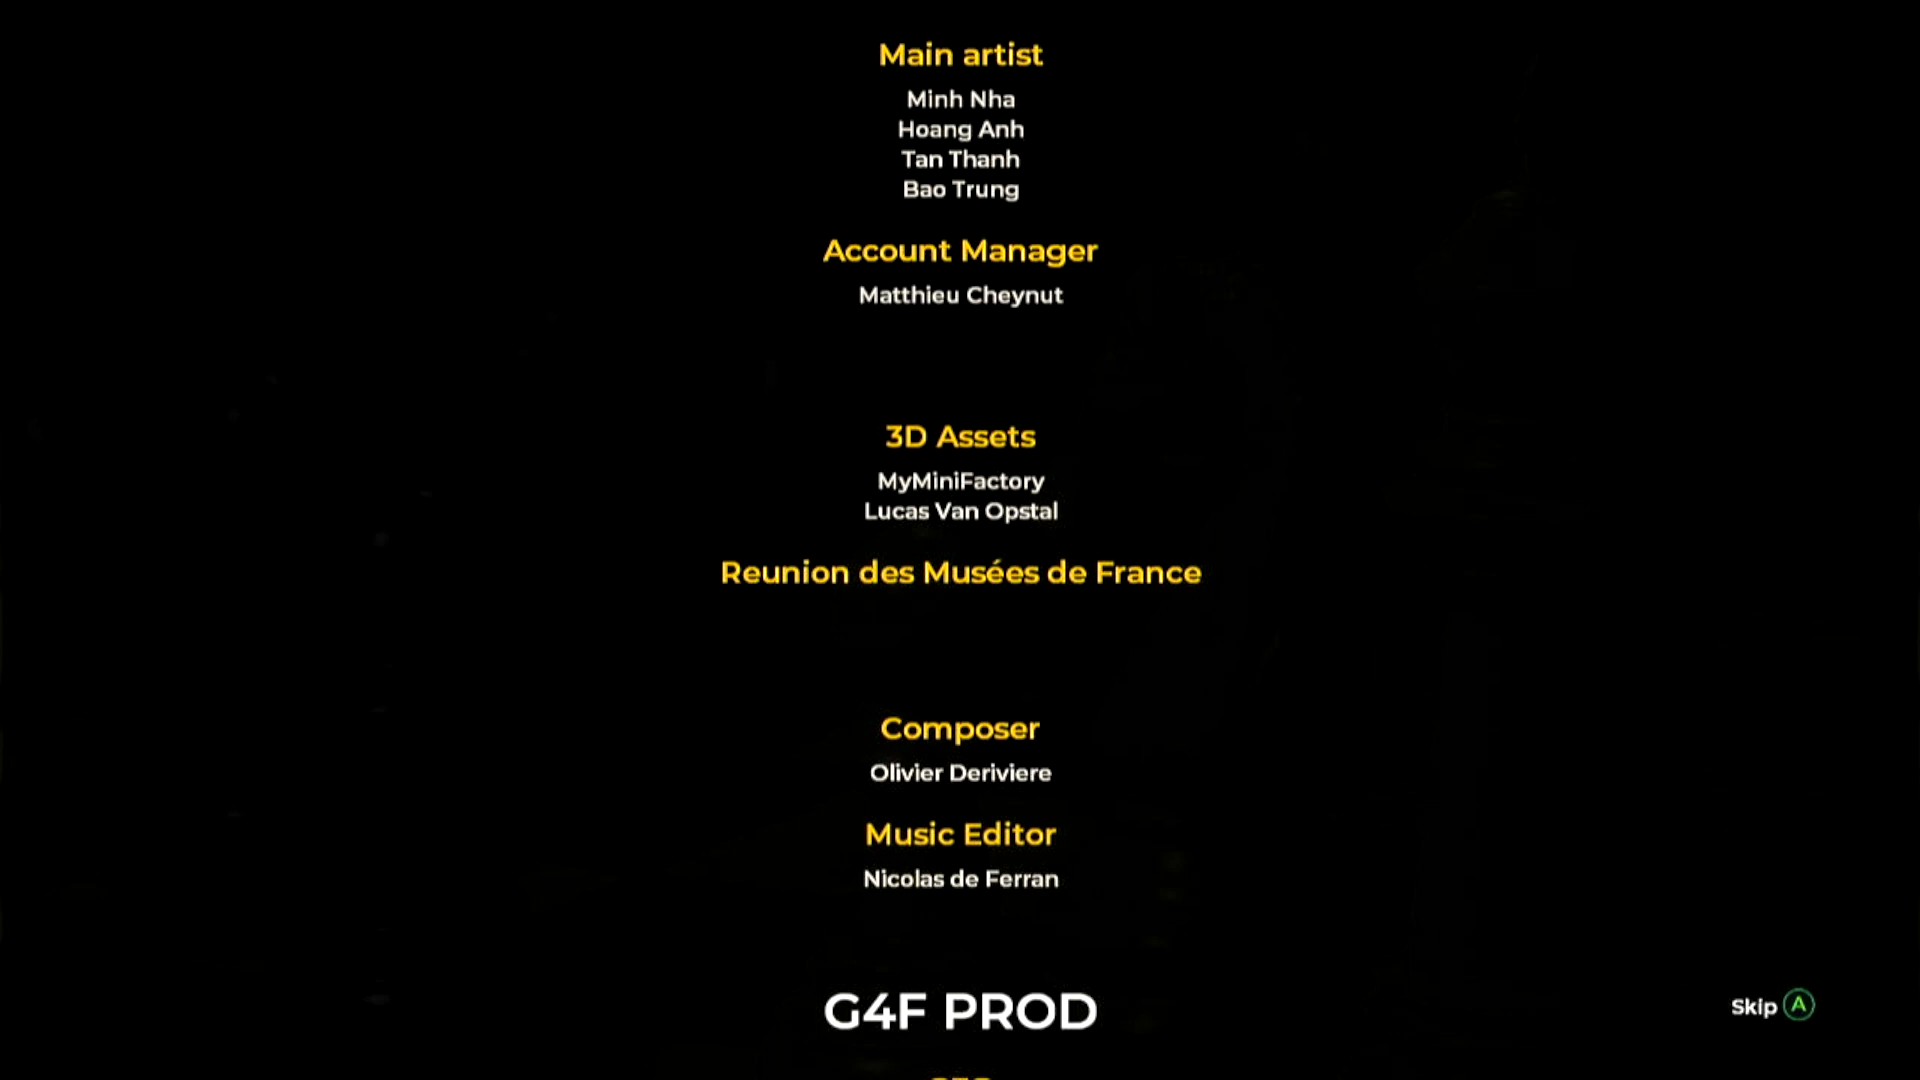 Main artist
Minh Nha
Hoang Anh
Tan Thanh
Bao Trung
Account Manager
Matthieu Cheynut
3D Assets
MyMiniFactory
Lucas Van Opstal
Reunion des Musées de France
Composer
Olivier Deriviere
Music Editor
Nicolas de Ferran
G4F PROD
Skip A